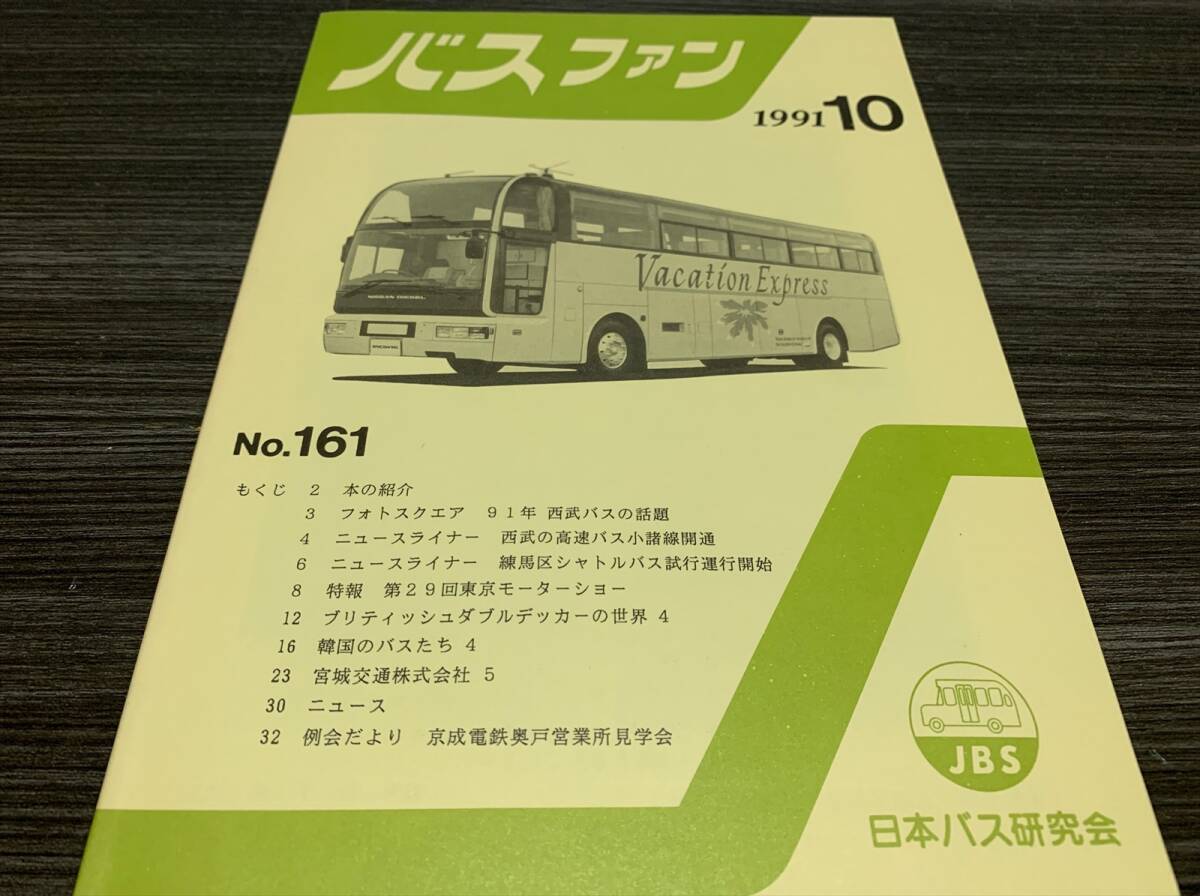 バスファン
1991 10
Vacation Express
NISSAN DIESEL
No.161
もくじ 2 本の紹介
3 フォトスクエア 91年 西武バスの話題
4 ニュースライナー 西武の高速バス小諸線開通
6 ニュースライナー 練馬区シャトルバス試行運行開始
8 特報 第29回東京モーターショー
12 ブリティッシュダブルデッカーの世界 4
16 韓国のバスたち 4
23 宮城交通株式会社 5
30 ニュース
32 例会だより 京成電鉄奥戸営業所見学会
JBS
日本バス研究会